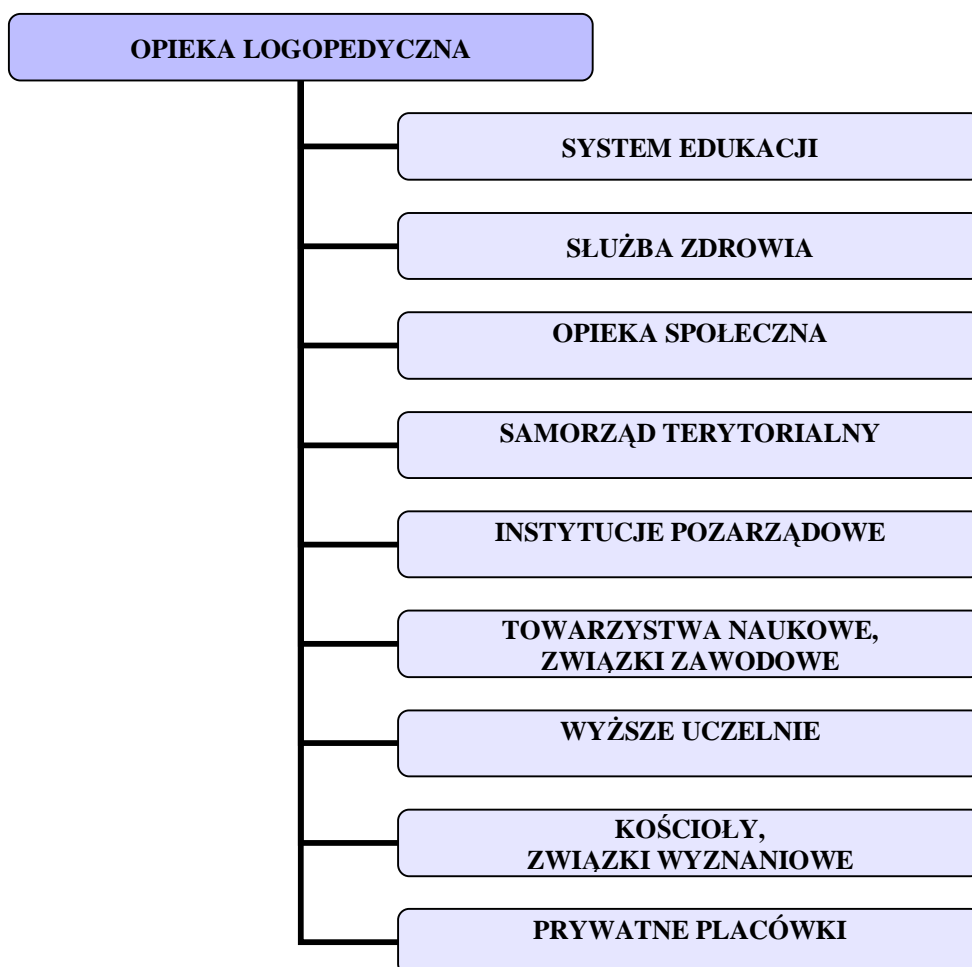 OPIEKA LOGOPEDYCZNA
SYSTEM EDUKACJI
SŁUŻBA ZDROWIA
OPIEKA SPOŁECZNA
SAMORZĄD TERYTORIALNY
INSTYTUCJE POZARZĄDOWE
TOWARZYSTWA NAUKOWE,
ZWIĄZKI ZAWODOWE
WYŻSZE UCZELNIE
KOŚCIOŁY,
ZWIĄZKI WYZNANIOWE
PRYWATNE PLACÓWKI